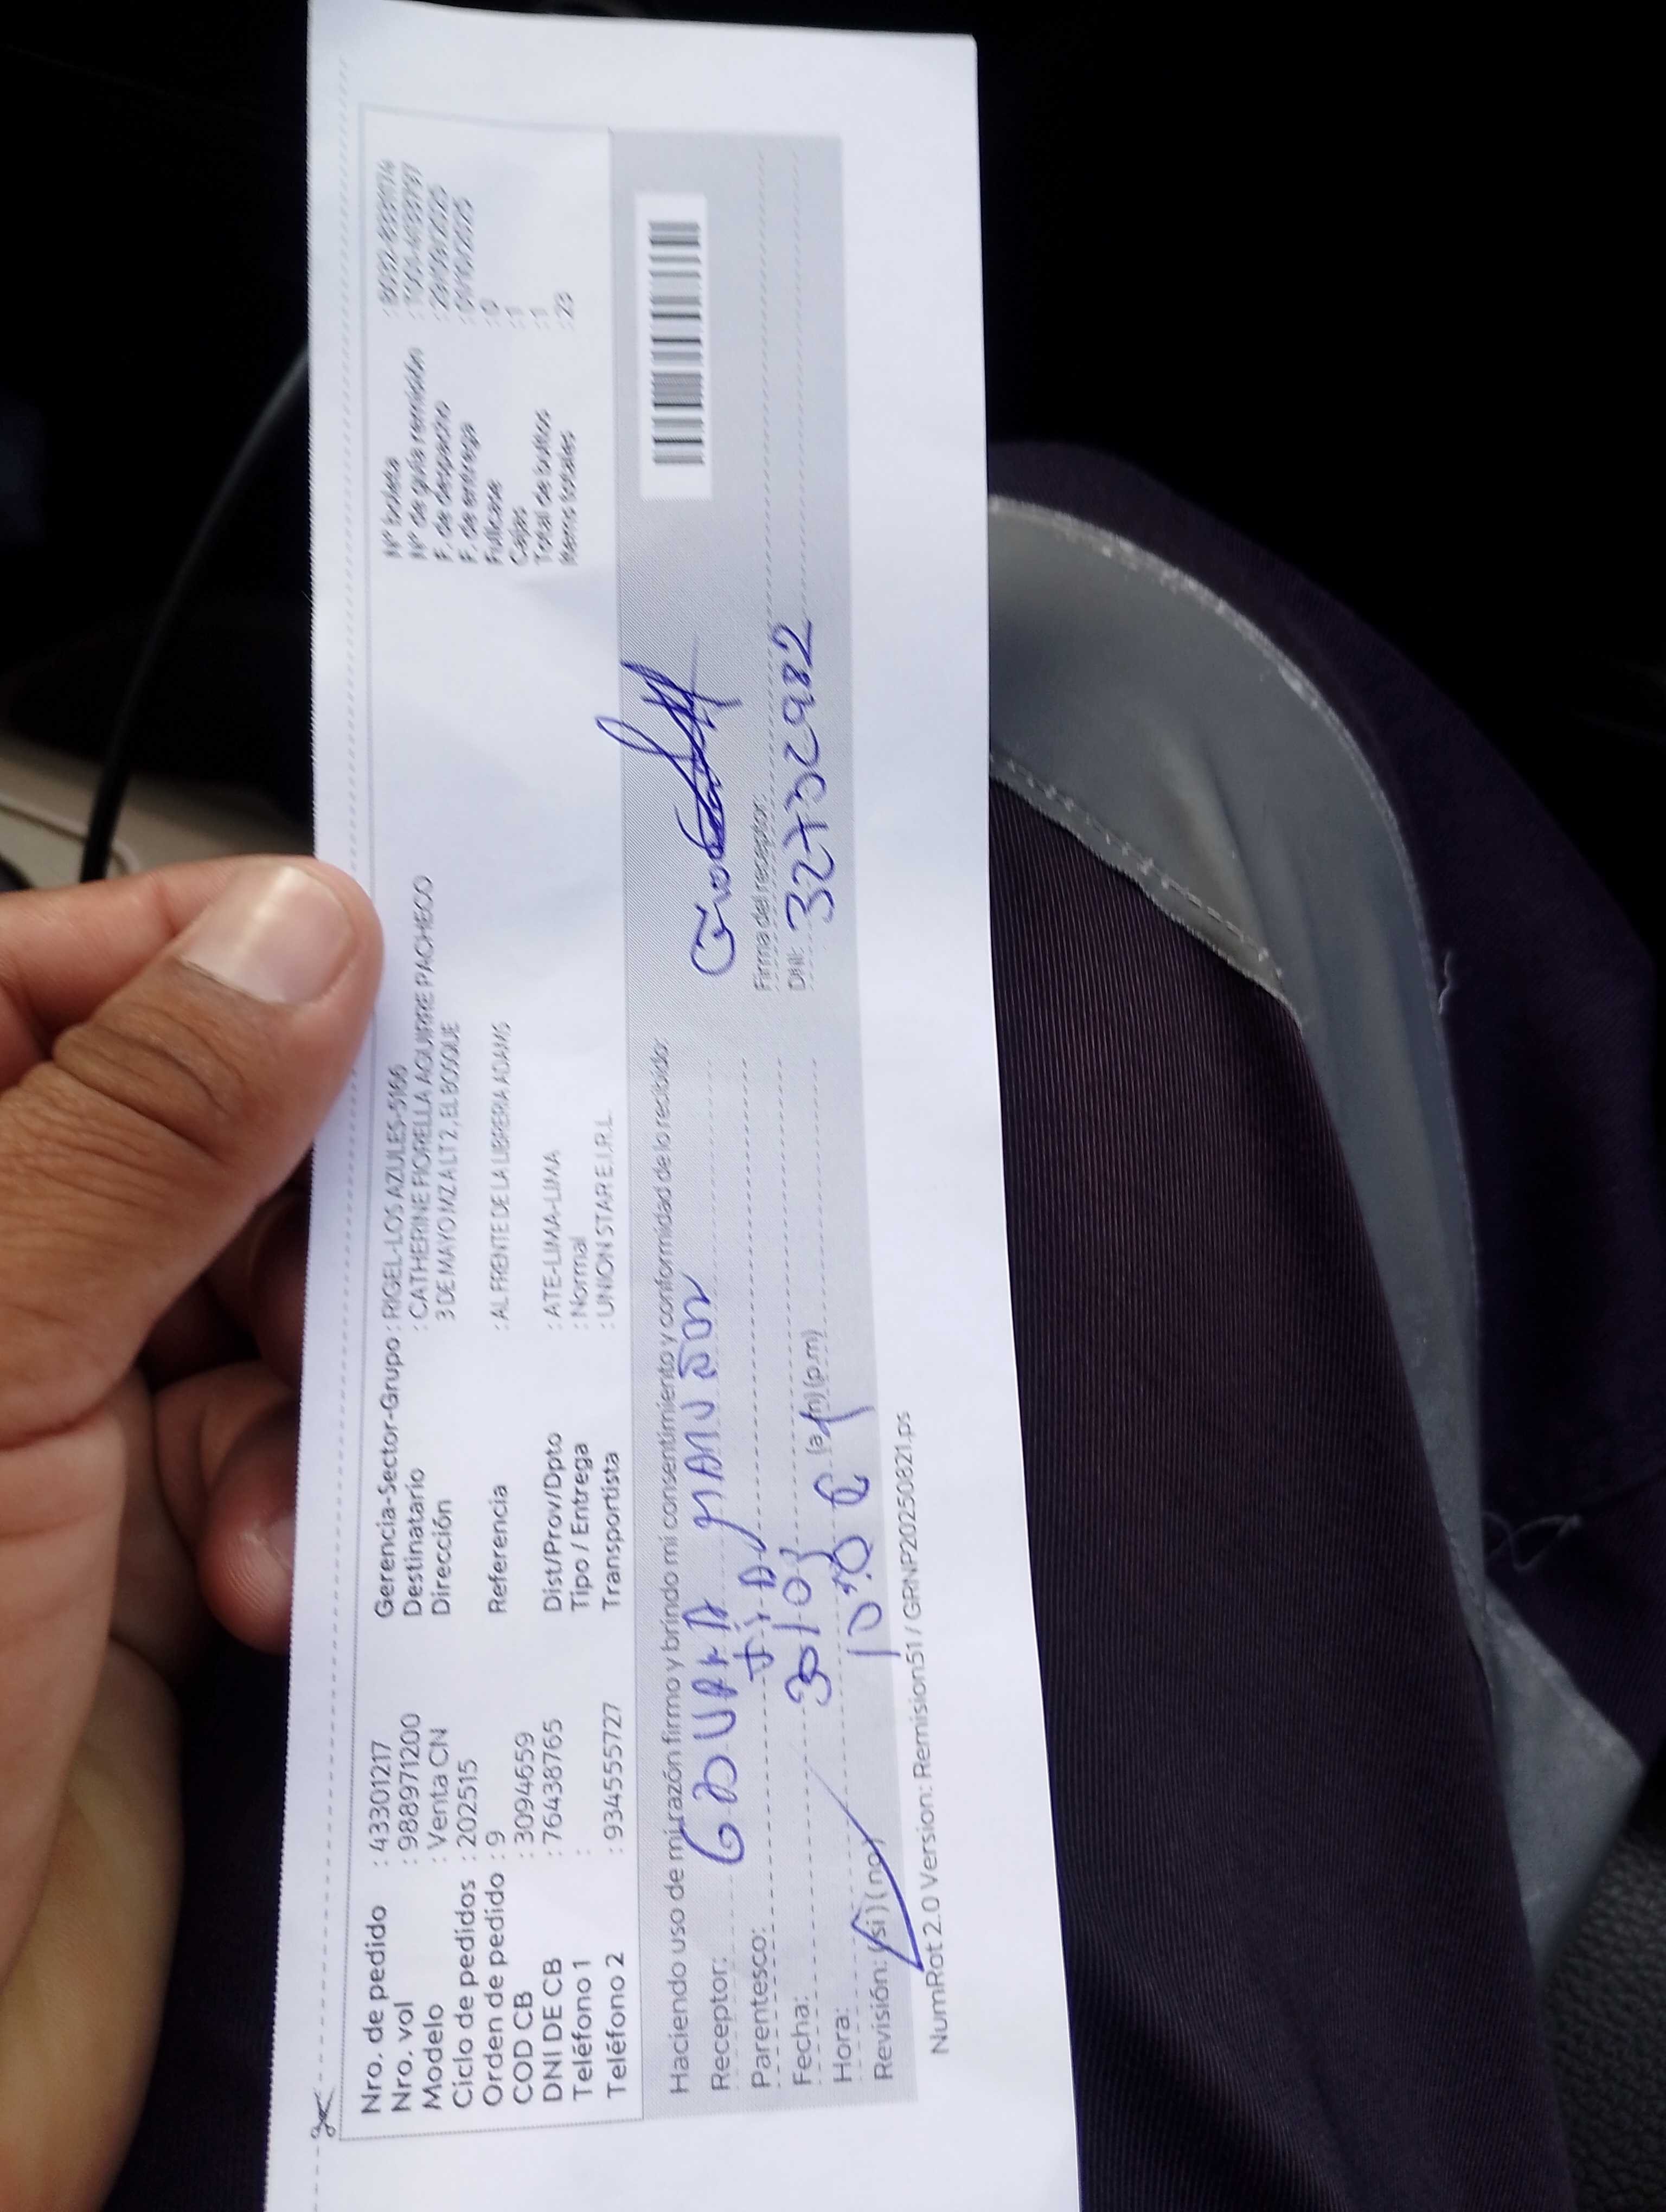 Nro. de pedido : 43301217
Nro. vol : 988971200
Modelo : Venta CN
Ciclo de pedidos : 202515
Orden de pedido : 9
COD CB : 3094659
DNI DE CB : 76438765
Teléfono 1 :
Teléfono 2 : 934555727
Gerencia-Sector-Grupo : RIGEL-LOS AZULES-5166
Destinatario : CATHERINE FIORELLA AGUIRRE PACHECO
Dirección 3 DE MAYO MZ A LT 2, EL BOSQUE
Referencia : AL FRENTE DE LA LIBRERIA ADAMS
Dist/Prov/Dpto : ATE-LIMA-LIMA
Tipo / Entrega : Normal
Transportista : UNION STAR E.I.R.L.
Nº boleta
Nº de guía remisión
F. de despacho
F. de entrega
Fullcase : 0
Cajas : 1
Total de bultos : 1
Items totales : 23
Haciendo uso de mi razón firmo y brindo mi consentimiento y conformidad de lo recibido:
Receptor:
Parentesco:
Fecha: 30/0
Hora: (a.m) (p.m)
Revisión: (si) (no)
Firma del receptor:
DNI: 32732982
NumRot 2.0 Version: Remision51 / GRNP20250821.ps